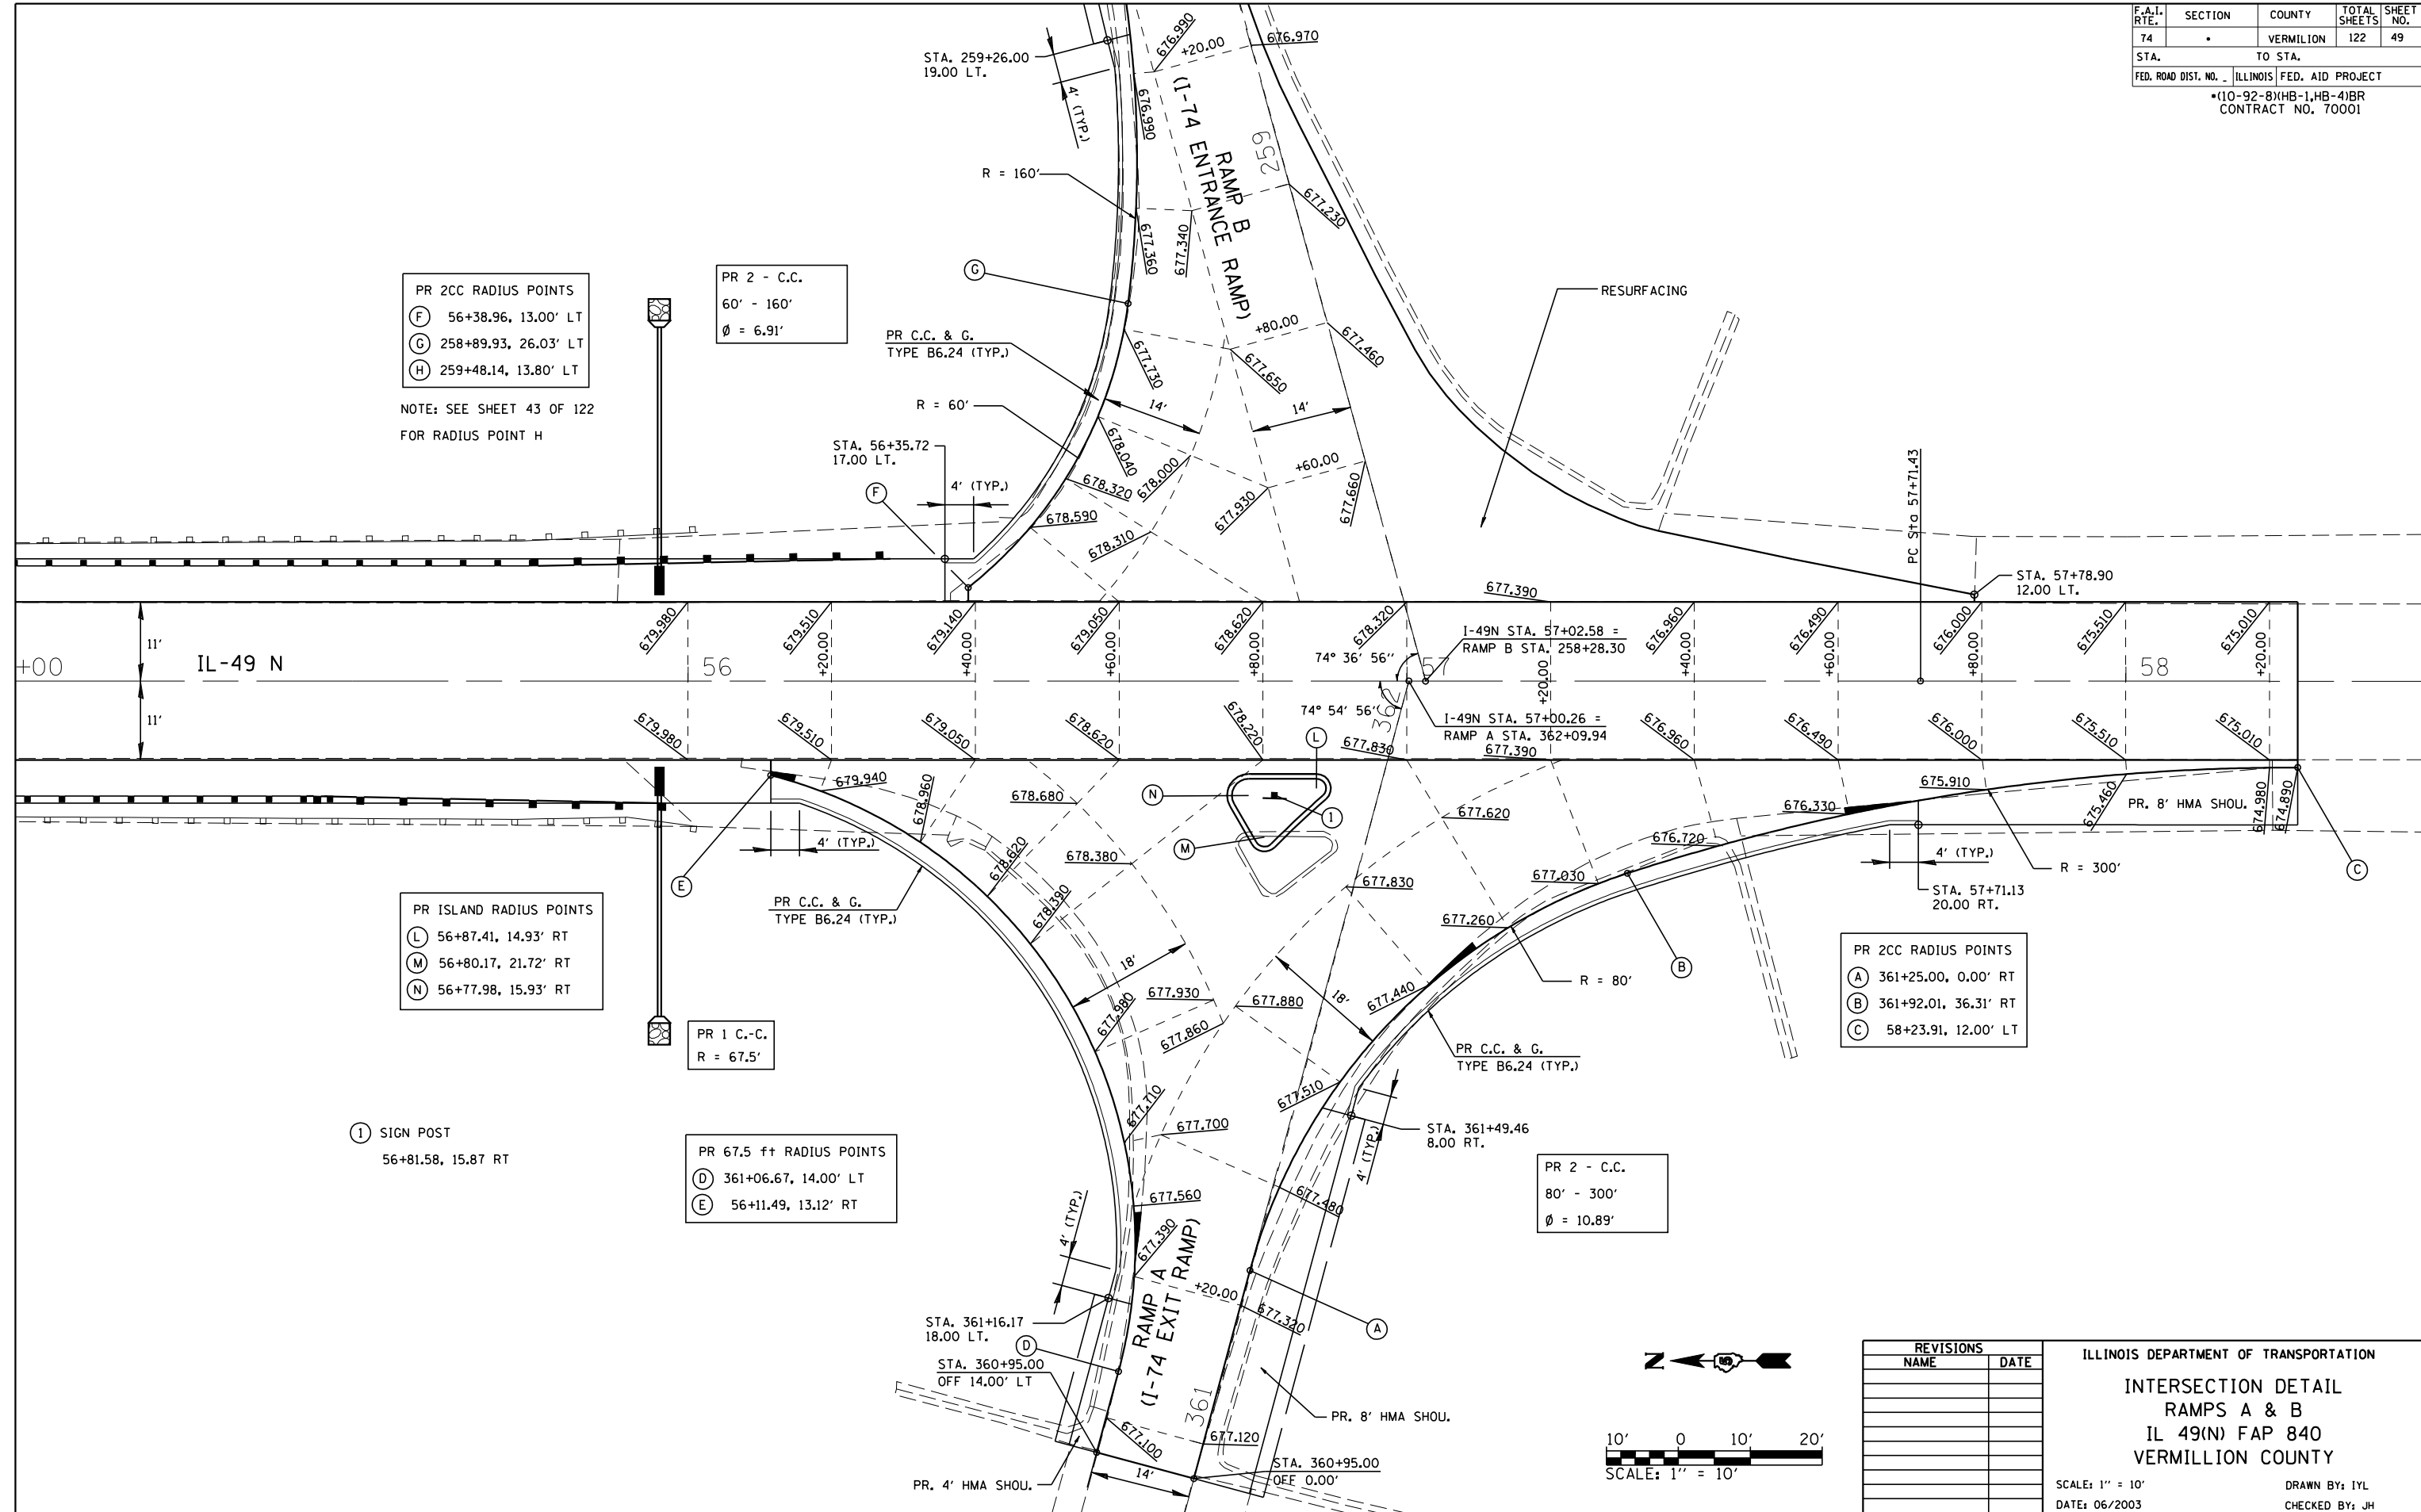 F.A.I. RTE. SECTION COUNTY TOTAL SHEETS SHEET NO.
74 • VERMILION 122 49
STA. TO STA.
FED. ROAD DIST. NO. _ ILLINOIS FED. AID PROJECT
•(10-92-8)(HB-1,HB-4)BR
CONTRACT NO. 70001
STA. 259+26.00
19.00 LT.
4' (TYP.)
676.990
+20.00
676.970
676.990
(I-74 ENTRANCE RAMP)
RAMP B
259
R = 160'
677.360
677.340
677.230
G
RESURFACING
PR 2CC RADIUS POINTS
F 56+38.96, 13.00' LT
G 258+89.93, 26.03' LT
H 259+48.14, 13.80' LT
NOTE: SEE SHEET 43 OF 122
FOR RADIUS POINT H
PR 2 - C.C.
60' - 160'
Ø = 6.91'
PR C.C. & G.
TYPE B6.24 (TYP.)
677.730
+80.00
677.650
677.460
R = 60'
14'
14'
STA. 56+35.72
17.00 LT.
F
4' (TYP.)
678.040
678.000
678.320
678.590
678.310
677.930
+60.00
677.660
PC Sta 57+71.43
STA. 57+78.90
12.00 LT.
11'
11'
+00
IL-49 N
679.980
679.510
679.140
679.050
678.620
678.320
677.390
676.960
676.490
676.000
675.510
675.010
56
+20.00
+40.00
+60.00
+80.00
57
+20.00
+40.00
+60.00
+80.00
58
+20.00
I-49N STA. 57+02.58 =
RAMP B STA. 258+28.30
74° 36' 56''
74° 54' 56''
362
I-49N STA. 57+00.26 =
RAMP A STA. 362+09.94
679.980
679.510
679.050
678.620
678.220
677.830
677.390
676.960
676.490
676.000
675.510
675.010
L
N
1
M
679.940
678.960
678.680
678.620
678.380
678.390
677.620
677.830
676.330
675.910
675.460
PR. 8' HMA SHOU.
674.980
674.890
676.720
677.030
677.260
4' (TYP.)
R = 300'
STA. 57+71.13
20.00 RT.
C
E
4' (TYP.)
PR C.C. & G.
TYPE B6.24 (TYP.)
PR ISLAND RADIUS POINTS
L 56+87.41, 14.93' RT
M 56+80.17, 21.72' RT
N 56+77.98, 15.93' RT
PR 2CC RADIUS POINTS
A 361+25.00, 0.00' RT
B 361+92.01, 36.31' RT
C 58+23.91, 12.00' LT
B
R = 80'
18'
18'
677.930
677.980
677.860
677.880
677.440
PR 1 C.-C.
R = 67.5'
PR C.C. & G.
TYPE B6.24 (TYP.)
677.510
677.710
677.700
1 SIGN POST
56+81.58, 15.87 RT
PR 67.5 ft RADIUS POINTS
D 361+06.67, 14.00' LT
E 56+11.49, 13.12' RT
STA. 361+49.46
8.00 RT.
4' (TYP.)
PR 2 - C.C.
80' - 300'
Ø = 10.89'
677.560
677.480
677.390
4' (TYP.)
RAMP A
(I-74 EXIT RAMP)
+20.00
677.320
A
STA. 361+16.17
18.00 LT.
D
STA. 360+95.00
OFF 14.00' LT
361
PR. 8' HMA SHOU.
677.100
677.120
14'
PR. 4' HMA SHOU.
STA. 360+95.00
OFF 0.00'
N
10' 0 10' 20'
SCALE: 1'' = 10'
REVISIONS
NAME DATE
ILLINOIS DEPARTMENT OF TRANSPORTATION
INTERSECTION DETAIL
RAMPS A & B
IL 49(N) FAP 840
VERMILLION COUNTY
SCALE: 1'' = 10' DRAWN BY: IYL
DATE: 06/2003 CHECKED BY: JH